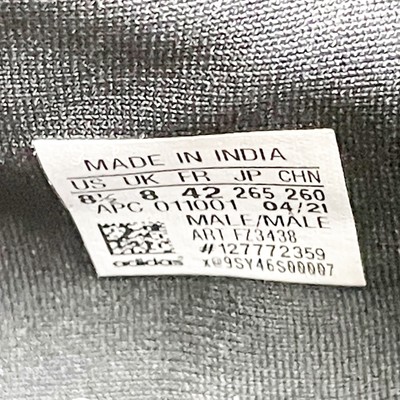 MADE IN INDIA
US UK FR JP CHN
8½ 8 42 265 260
APC 011001 04/21
MALE/MALE
ART FZ3438
#127772359
x@9SY46S00007
adidas